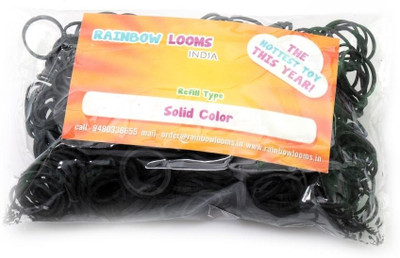 RAINBOW LOOMS
INDIA
THE
HOTTEST TOY
THIS YEAR!
Refill Type
Solid Color
www.rainbowlooms.in